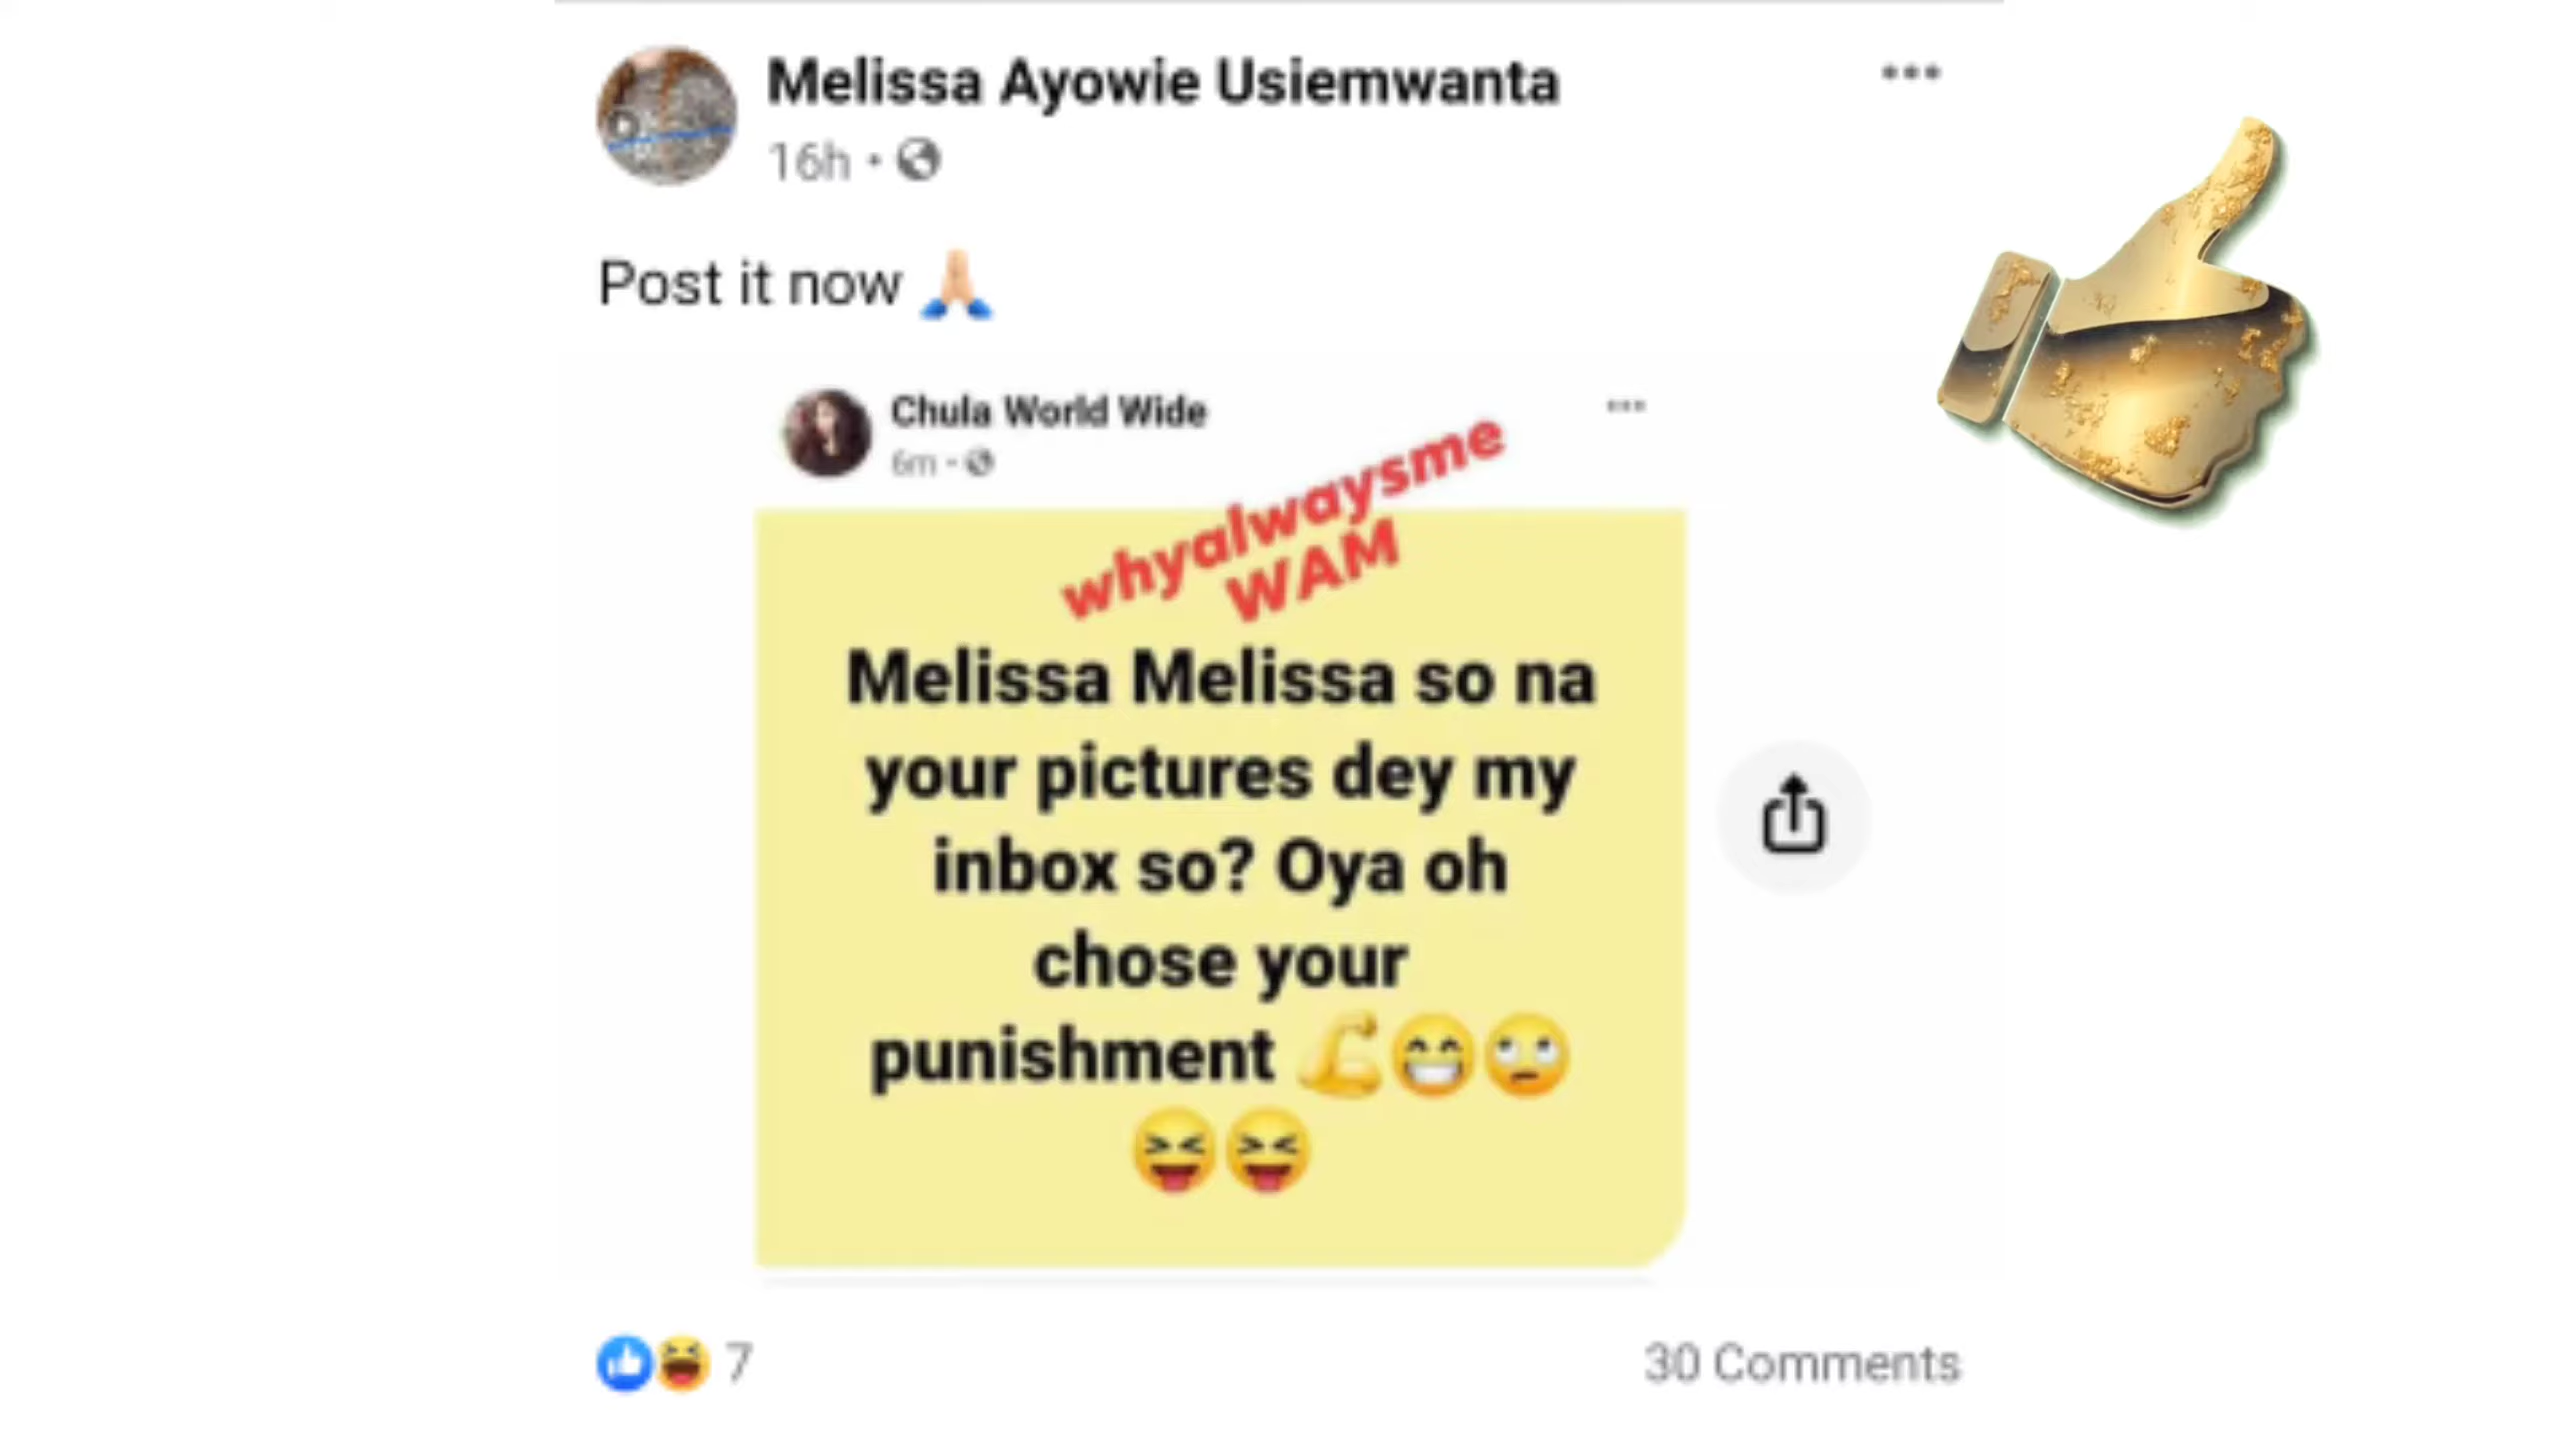 Melissa Ayowie Usiemwanta
16h •
Post it now 🙏🏻
Chula World Wide
6m •
whyalwaysme
WAM
Melissa Melissa so na
your pictures dey my
inbox so? Oya oh
chose your
punishment 💪😁🙄
😝😝
7
30 Comments